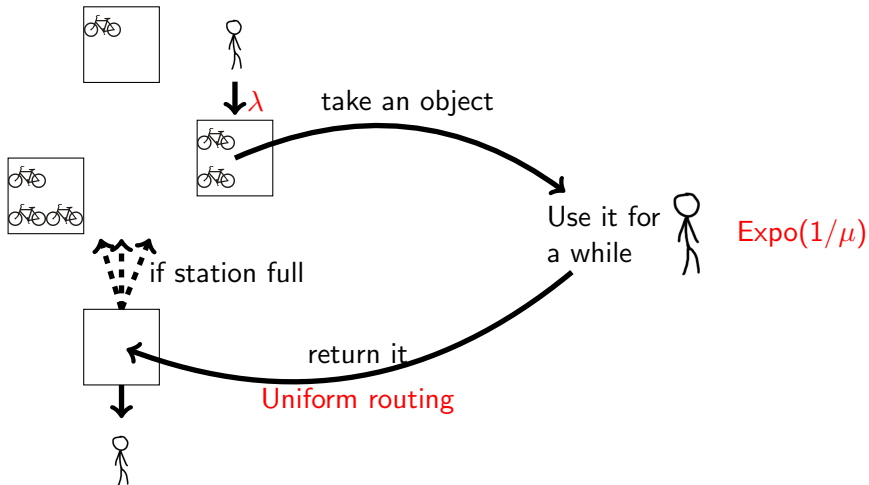 λ
take an object
Use it for
a while
Expo(1/μ)
if station full
return it
Uniform routing